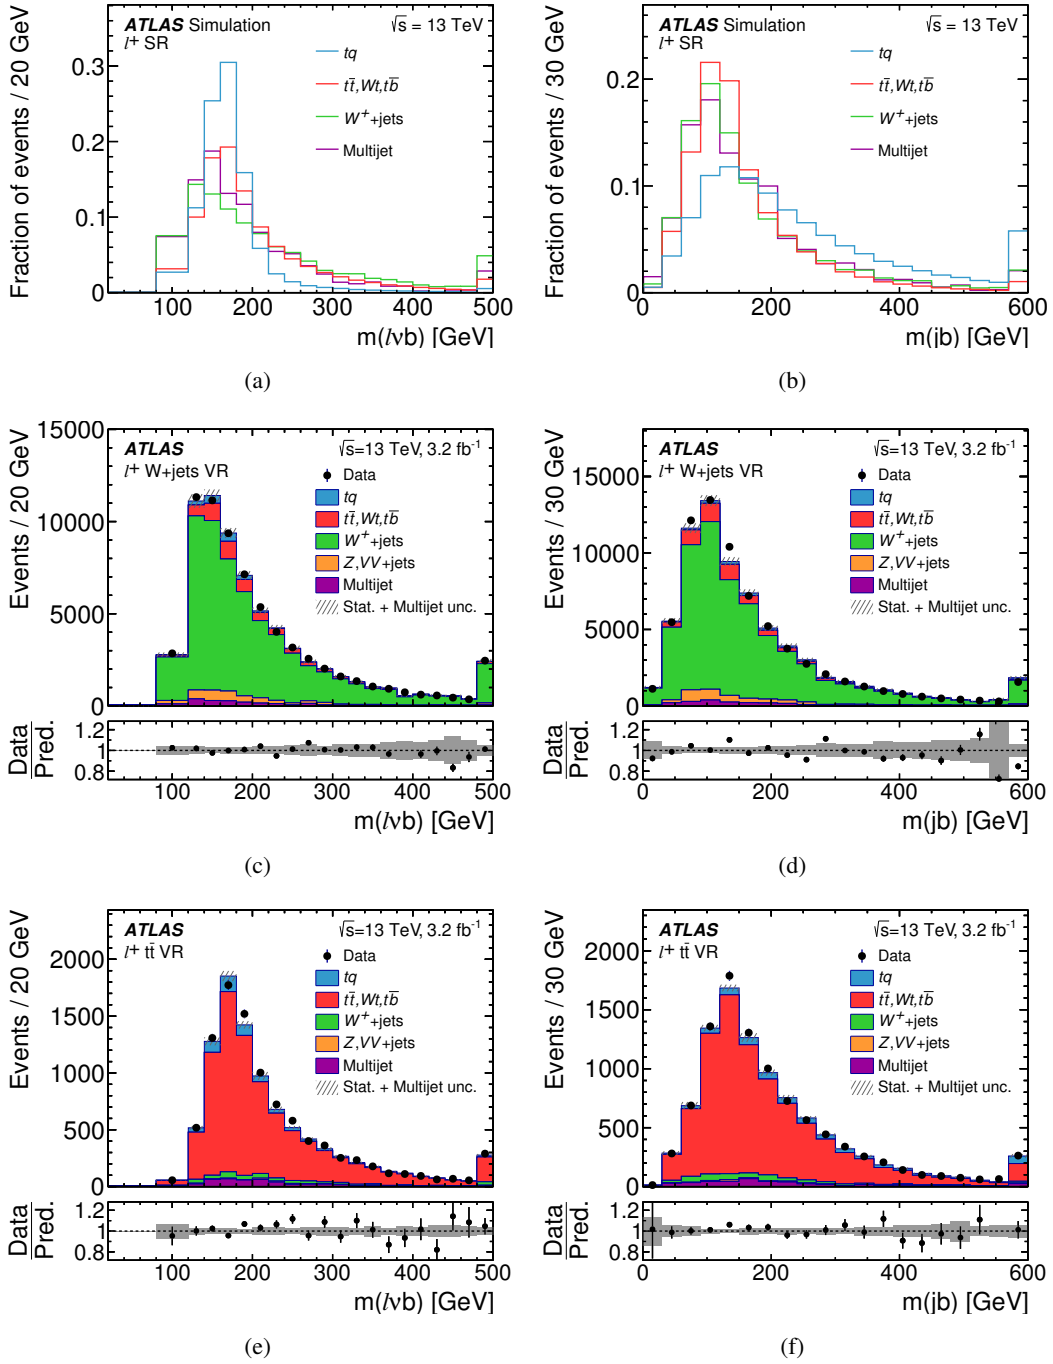 ATLAS Simulation √s = 13 TeV
l+ SR
tq
tt̄,Wt,tb̄
W+ +jets
Multijet
Fraction of events / 20 GeV
0.3
0.2
0.1
0
100 200 300 400 500
m(lνb) [GeV]
(a)
ATLAS Simulation √s = 13 TeV
l+ SR
tq
tt̄,Wt,tb̄
W+ +jets
Multijet
Fraction of events / 30 GeV
0.2
0.1
0
0 200 400 600
m(jb) [GeV]
(b)
ATLAS √s=13 TeV, 3.2 fb-1
l+ W+jets VR
Data
tq
tt̄,Wt,tb̄
W+ +jets
Z,VV+jets
Multijet
Stat. + Multijet unc.
Events / 20 GeV
15000
10000
5000
0
Data
Pred.
1.2
1
0.8
100 200 300 400 500
m(lνb) [GeV]
(c)
ATLAS √s=13 TeV, 3.2 fb-1
l+ W+jets VR
Data
tq
tt̄,Wt,tb̄
W+ +jets
Z,VV+jets
Multijet
Stat. + Multijet unc.
Events / 30 GeV
15000
10000
5000
0
Data
Pred.
1.2
1
0.8
0 200 400 600
m(jb) [GeV]
(d)
ATLAS √s=13 TeV, 3.2 fb-1
l+ tt̄ VR
Data
tq
tt̄,Wt,tb̄
W+ +jets
Z,VV+jets
Multijet
Stat. + Multijet unc.
Events / 20 GeV
2000
1500
1000
500
0
Data
Pred.
1.2
1
0.8
100 200 300 400 500
m(lνb) [GeV]
(e)
ATLAS √s=13 TeV, 3.2 fb-1
l+ tt̄ VR
Data
tq
tt̄,Wt,tb̄
W+ +jets
Z,VV+jets
Multijet
Stat. + Multijet unc.
Events / 30 GeV
2000
1500
1000
500
0
Data
Pred.
1.2
1
0.8
0 200 400 600
m(jb) [GeV]
(f)